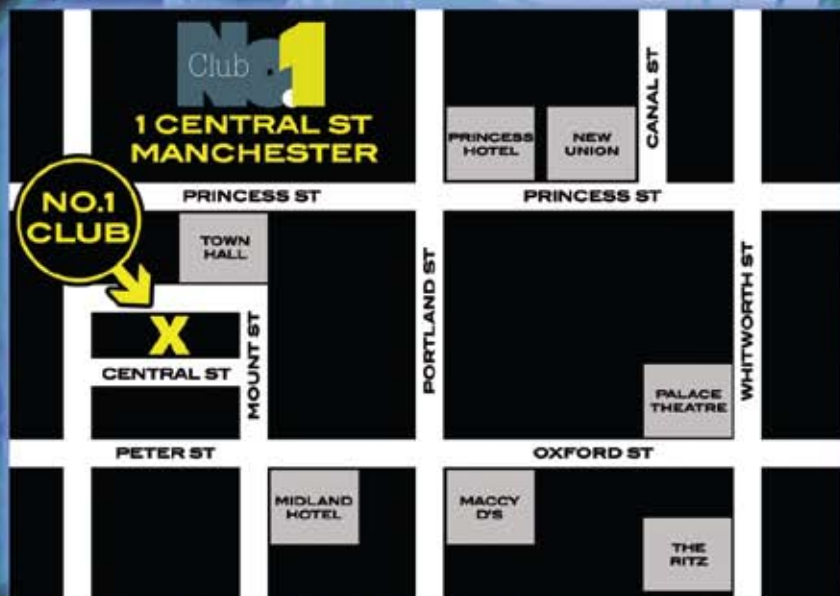 Club
No.1
1 CENTRAL ST
MANCHESTER
PRINCESS
HOTEL
NEW
UNION
CANAL ST
PRINCESS ST
PRINCESS ST
NO.1
CLUB
TOWN
HALL
X
CENTRAL ST
MOUNT ST
PORTLAND ST
WHITWORTH ST
PALACE
THEATRE
PETER ST
OXFORD ST
MIDLAND
HOTEL
MACCY
D'S
THE
RITZ